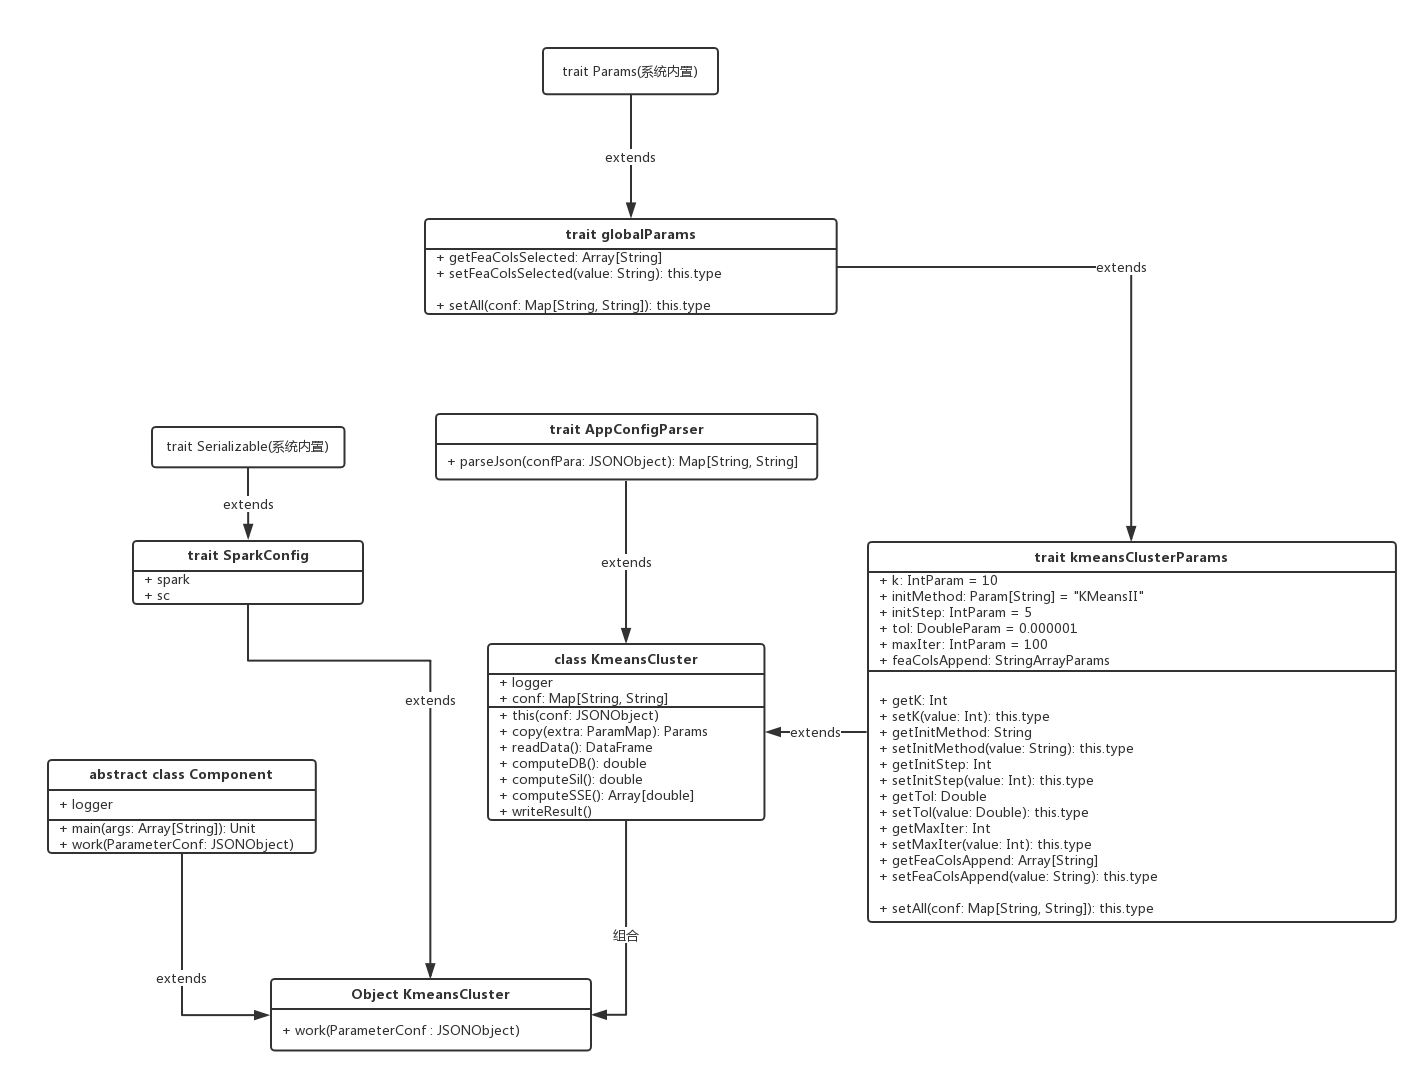 trait Params(系统内置)
extends
trait globalParams
+ getFeaColsSelected: Array[String]
+ setFeaColsSelected(value: String): this.type
+ setAll(conf: Map[String, String]): this.type
extends
trait AppConfigParser
+ parseJson(confPara: JSONObject): Map[String, String]
trait Serializable(系统内置)
extends
extends
trait SparkConfig
+ spark
+ sc
trait kmeansClusterParams
+ k: IntParam = 10
+ initMethod: Param[String] = "KMeansII"
+ initStep: IntParam = 5
+ tol: DoubleParam = 0.000001
+ maxIter: IntParam = 100
+ feaColsAppend: StringArrayParams
+ getK: Int
+ setK(value: Int): this.type
+ getInitMethod: String
+ setInitMethod(value: String): this.type
+ getInitStep: Int
+ setInitStep(value: Int): this.type
+ getTol: Double
+ setTol(value: Double): this.type
+ getMaxIter: Int
+ setMaxIter(value: Int): this.type
+ getFeaColsAppend: Array[String]
+ setFeaColsAppend(value: String): this.type
+ setAll(conf: Map[String, String]): this.type
class KmeansCluster
+ logger
+ conf: Map[String, String]
+ this(conf: JSONObject)
+ copy(extra: ParamMap): Params
+ readData(): DataFrame
+ computeDB(): double
+ computeSil(): double
+ computeSSE(): Array[double]
+ writeResult()
extends
extends
abstract class Component
+ logger
+ main(args: Array[String]): Unit
+ work(ParameterConf: JSONObject)
组合
extends
Object KmeansCluster
+ work(ParameterConf : JSONObject)